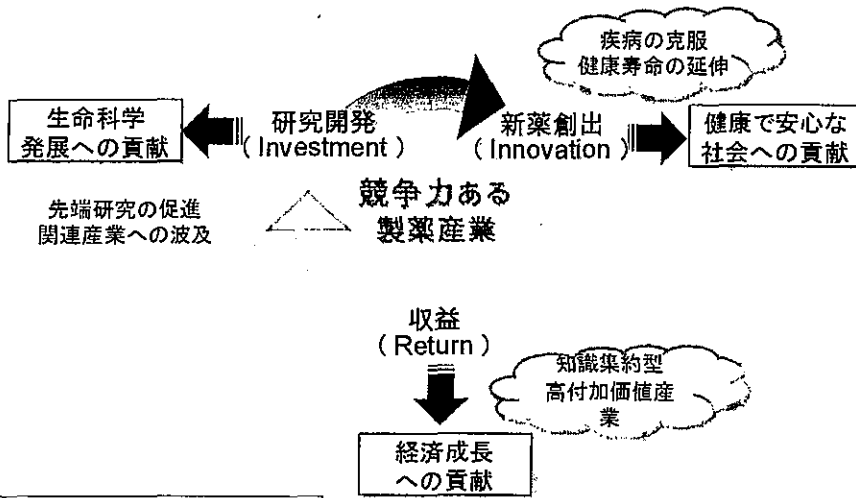 疾病の克服
健康寿命の延伸
生命科学
発展への貢献
研究開発
（Investment）
新薬創出
（Innovation）
健康で安心な
社会への貢献
先端研究の促進
関連産業への波及
競争力ある
製薬産業
収益
（Return）
知識集約型
高付加価値産
業
経済成長
への貢献